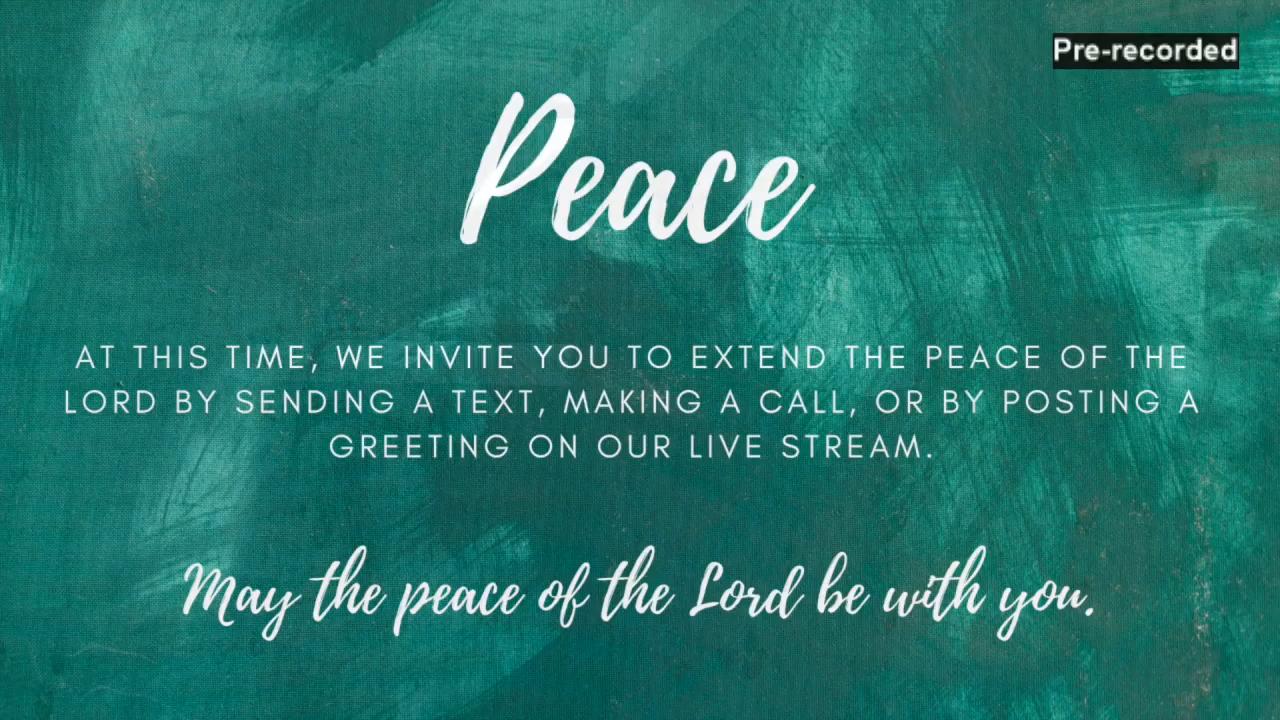 Pre-recorded
Peace
AT THIS TIME, WE INVITE YOU TO EXTEND THE PEACE OF THE
LORD BY SENDING A TEXT, MAKING A CALL, OR BY POSTING A
GREETING ON OUR LIVE STREAM.
May the peace of the Lord be with you.